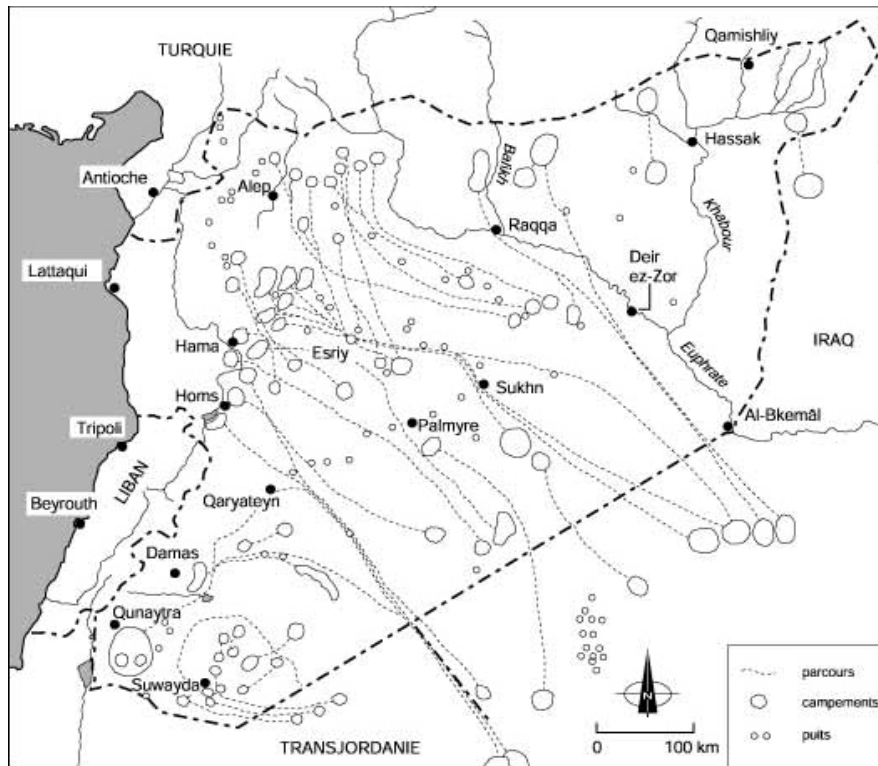 TURQUIE
Qamishliy
Hassak
Antioche
Alep
Balikh
Raqqa
Khabour
Lattaqui
Deir
ez-Zor
Hama
Esriy
IRAQ
Euphrate
Homs
Sukhn
Al-Bkemâl
Tripoli
Palmyre
LIBAN
Beyrouth
Qaryateyn
Damas
Qunaytra
Suwayda
TRANSJORDANIE
N
0
100 km
parcours
campements
puits